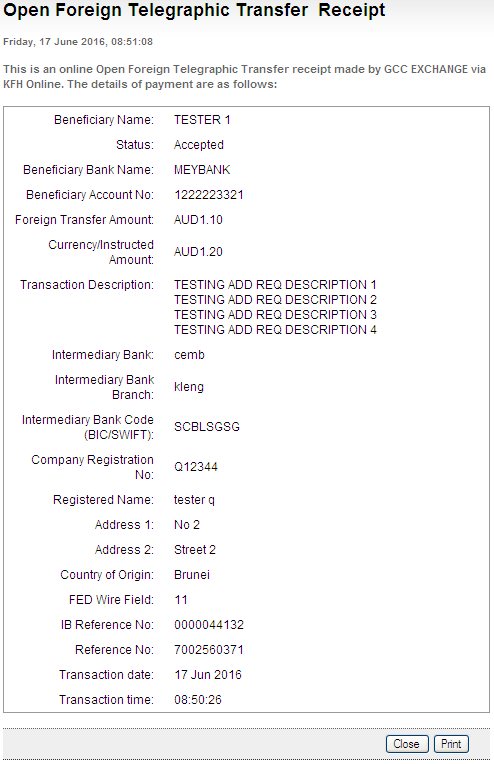 Open Foreign Telegraphic Transfer Receipt
Friday, 17 June 2016, 08:51:08
This is an online Open Foreign Telegraphic Transfer receipt made by GCC EXCHANGE via
KFH Online. The details of payment are as follows:
Beneficiary Name: TESTER 1
Status: Accepted
Beneficiary Bank Name: MEYBANK
Beneficiary Account No: 1222223321
Foreign Transfer Amount: AUD1.10
Currency/Instructed
Amount: AUD1.20
Transaction Description: TESTING ADD REQ DESCRIPTION 1
TESTING ADD REQ DESCRIPTION 2
TESTING ADD REQ DESCRIPTION 3
TESTING ADD REQ DESCRIPTION 4
Intermediary Bank: cemb
Intermediary Bank
Branch: kleng
Intermediary Bank Code
(BIC/SWIFT): SCBLSGSG
Company Registration
No: Q12344
Registered Name: tester q
Address 1: No 2
Address 2: Street 2
Country of Origin: Brunei
FED Wire Field: 11
IB Reference No: 0000044132
Reference No: 7002560371
Transaction date: 17 Jun 2016
Transaction time: 08:50:26
Close Print